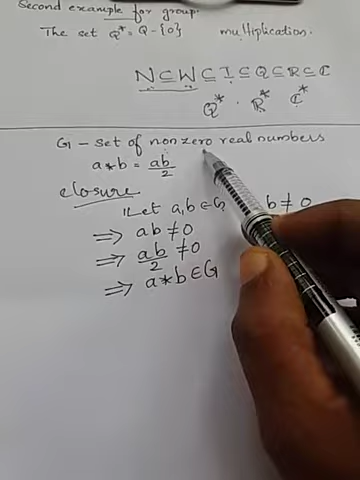 Second example for group.
The set Q* = Q - {0} multiplication.
N ⊆ W ⊆ I ⊆ Q ⊆ R ⊆ C
Q* . R* C*
G - set of nonzero real numbers
a*b = ab/2
closure
Let a, b ∈ G, b ≠ 0
⇒ ab ≠ 0
⇒ ab/2 ≠ 0
⇒ a*b ∈ G